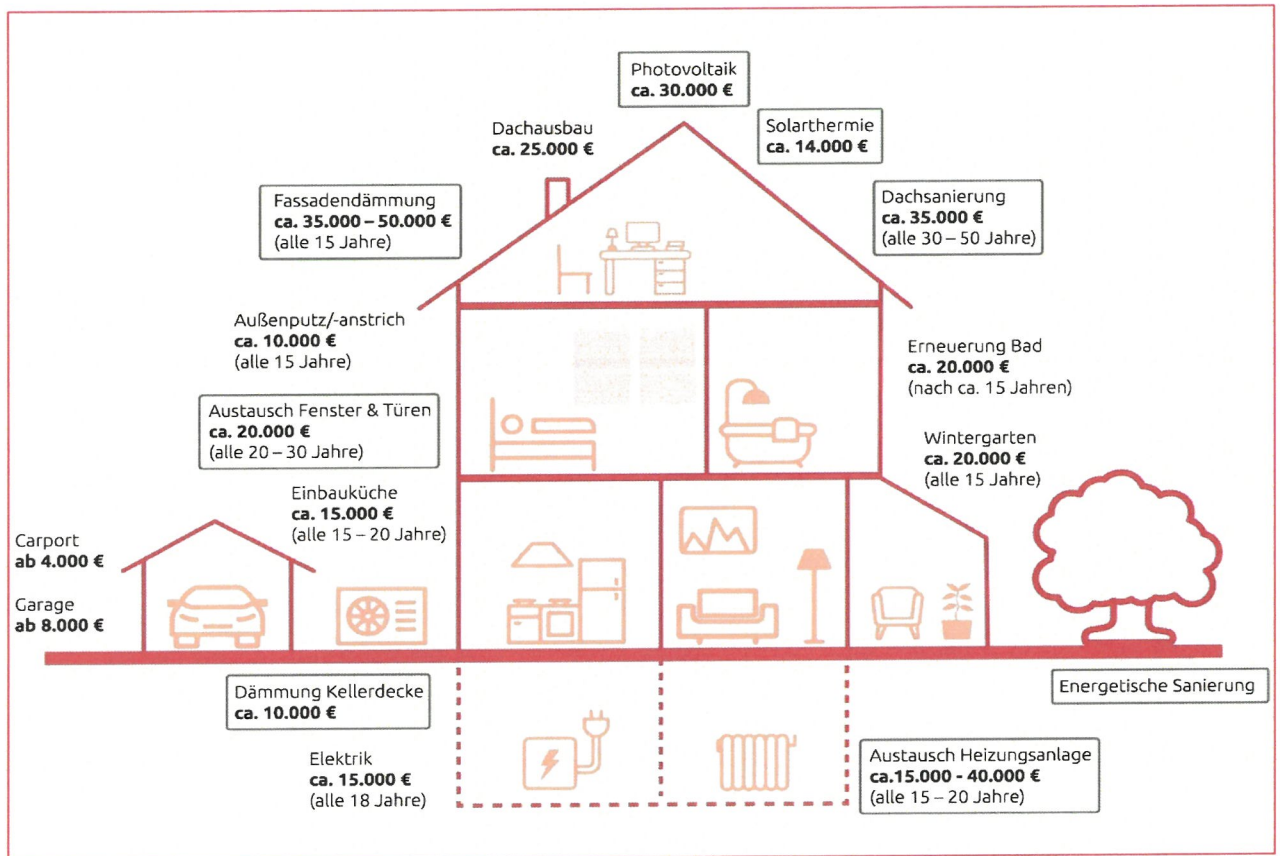 Photovoltaik
ca. 30.000 €
Dachausbau
ca. 25.000 €
Solarthermie
ca. 14.000 €
Fassadendämmung
ca. 35.000 – 50.000 €
(alle 15 Jahre)
Dachsanierung
ca. 35.000 €
(alle 30 – 50 Jahre)
Außenputz/-anstrich
ca. 10.000 €
(alle 15 Jahre)
Erneuerung Bad
ca. 20.000 €
(nach ca. 15 Jahren)
Austausch Fenster & Türen
ca. 20.000 €
(alle 20 – 30 Jahre)
Wintergarten
ca. 20.000 €
(alle 15 Jahre)
Einbauküche
ca. 15.000 €
(alle 15 – 20 Jahre)
Carport
ab 4.000 €
Garage
ab 8.000 €
Dämmung Kellerdecke
ca. 10.000 €
Energetische Sanierung
Elektrik
ca. 15.000 €
(alle 18 Jahre)
Austausch Heizungsanlage
ca.15.000 - 40.000 €
(alle 15 – 20 Jahre)